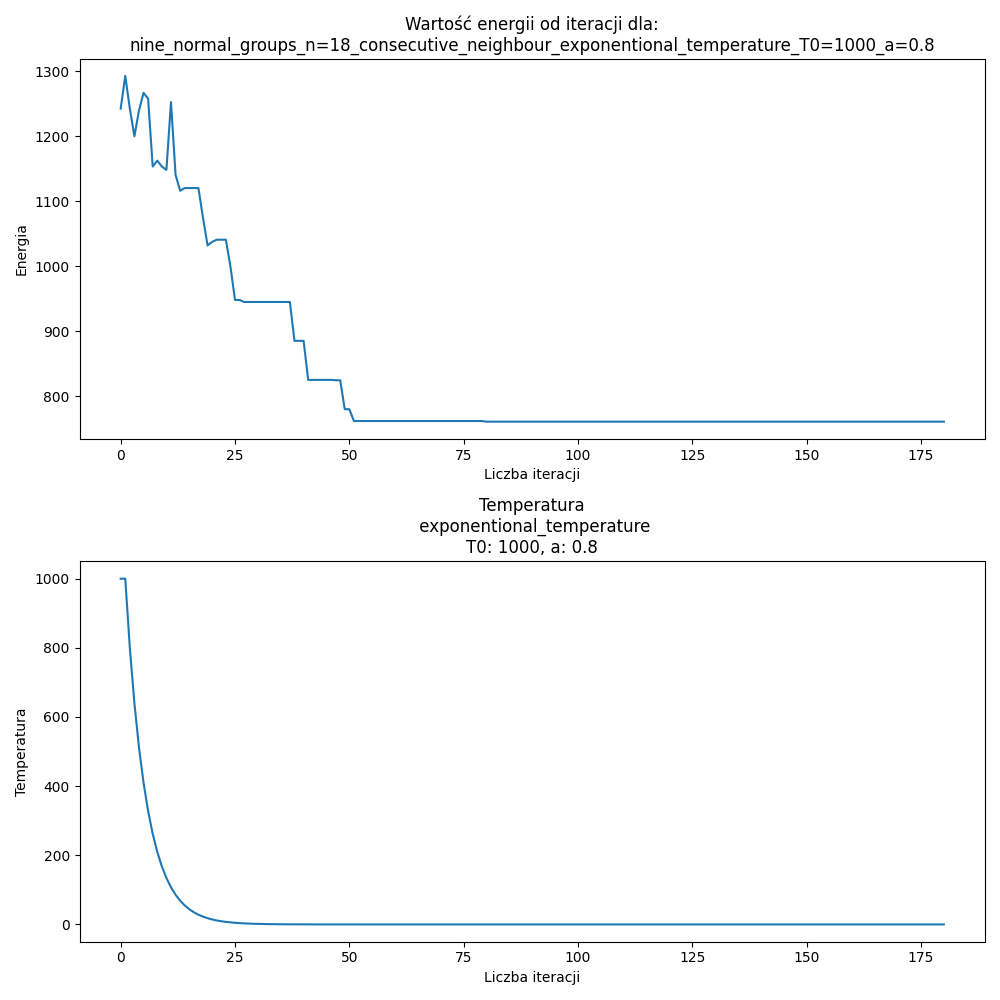 Wartość energii od iteracji dla:
nine_normal_groups_n=18_consecutive_neighbour_exponentional_temperature_T0=1000_a=0.8
1300
1200
1100
1000
900
800
Energia
0 25 50 75 100 125 150 175
Liczba iteracji
Temperatura
exponentional_temperature
T0: 1000, a: 0.8
1000
800
600
400
200
0
Temperatura
0 25 50 75 100 125 150 175
Liczba iteracji